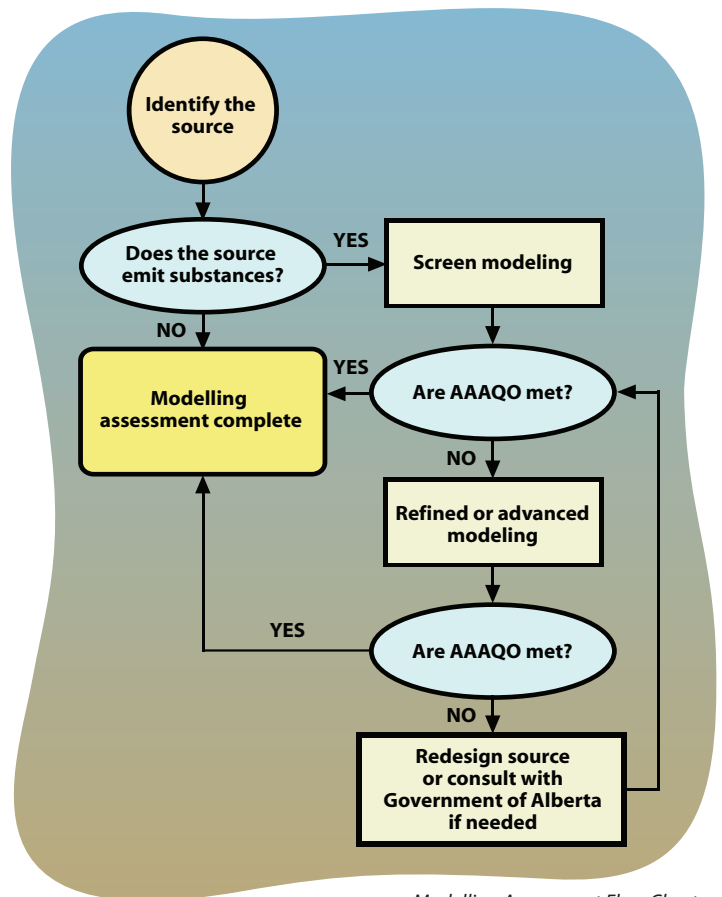 Identify the
source
Does the source
emit substances?
YES
Screen modeling
NO
Modelling
assessment complete
YES
Are AAAQO met?
NO
Refined or advanced
modeling
YES
Are AAAQO met?
NO
Redesign source
or consult with
Government of Alberta
if needed